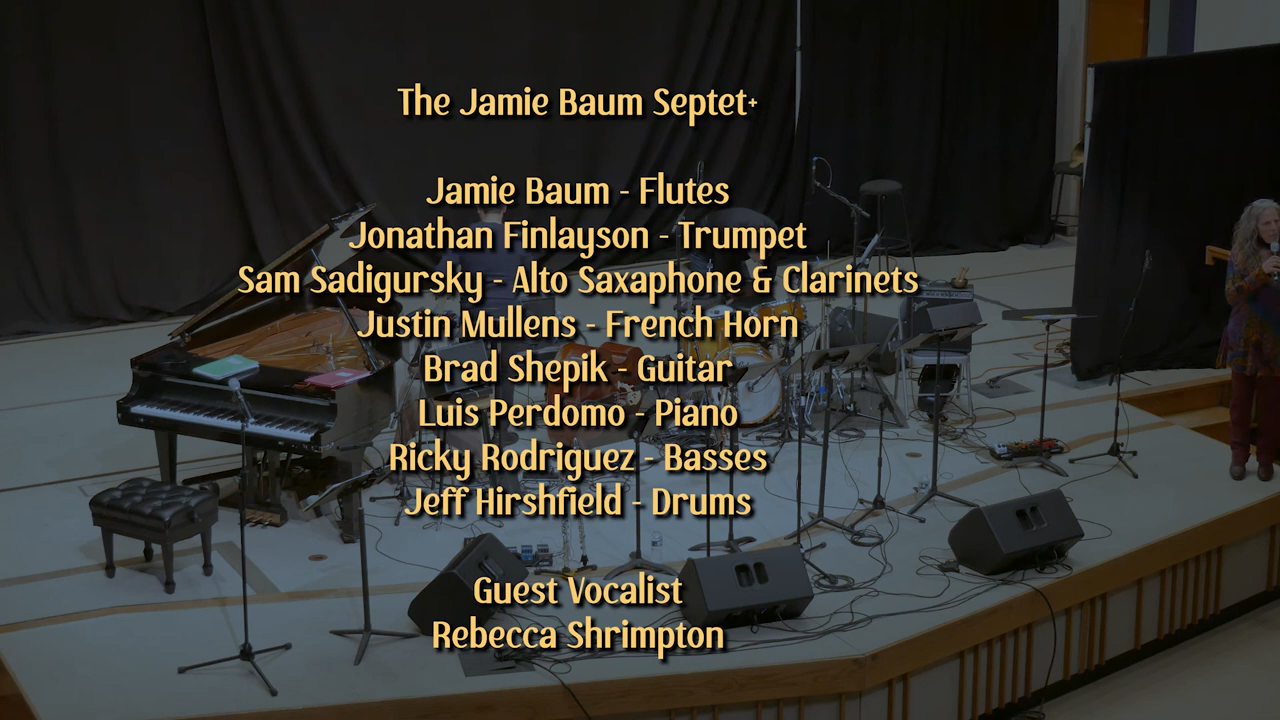 The Jamie Baum Septet+
Jamie Baum - Flutes
Jonathan Finlayson - Trumpet
Sam Sadigursky - Alto Saxaphone & Clarinets
Justin Mullens - French Horn
Brad Shepik - Guitar
Luis Perdomo - Piano
Ricky Rodriguez - Basses
Jeff Hirshfield - Drums
Guest Vocalist
Rebecca Shrimpton